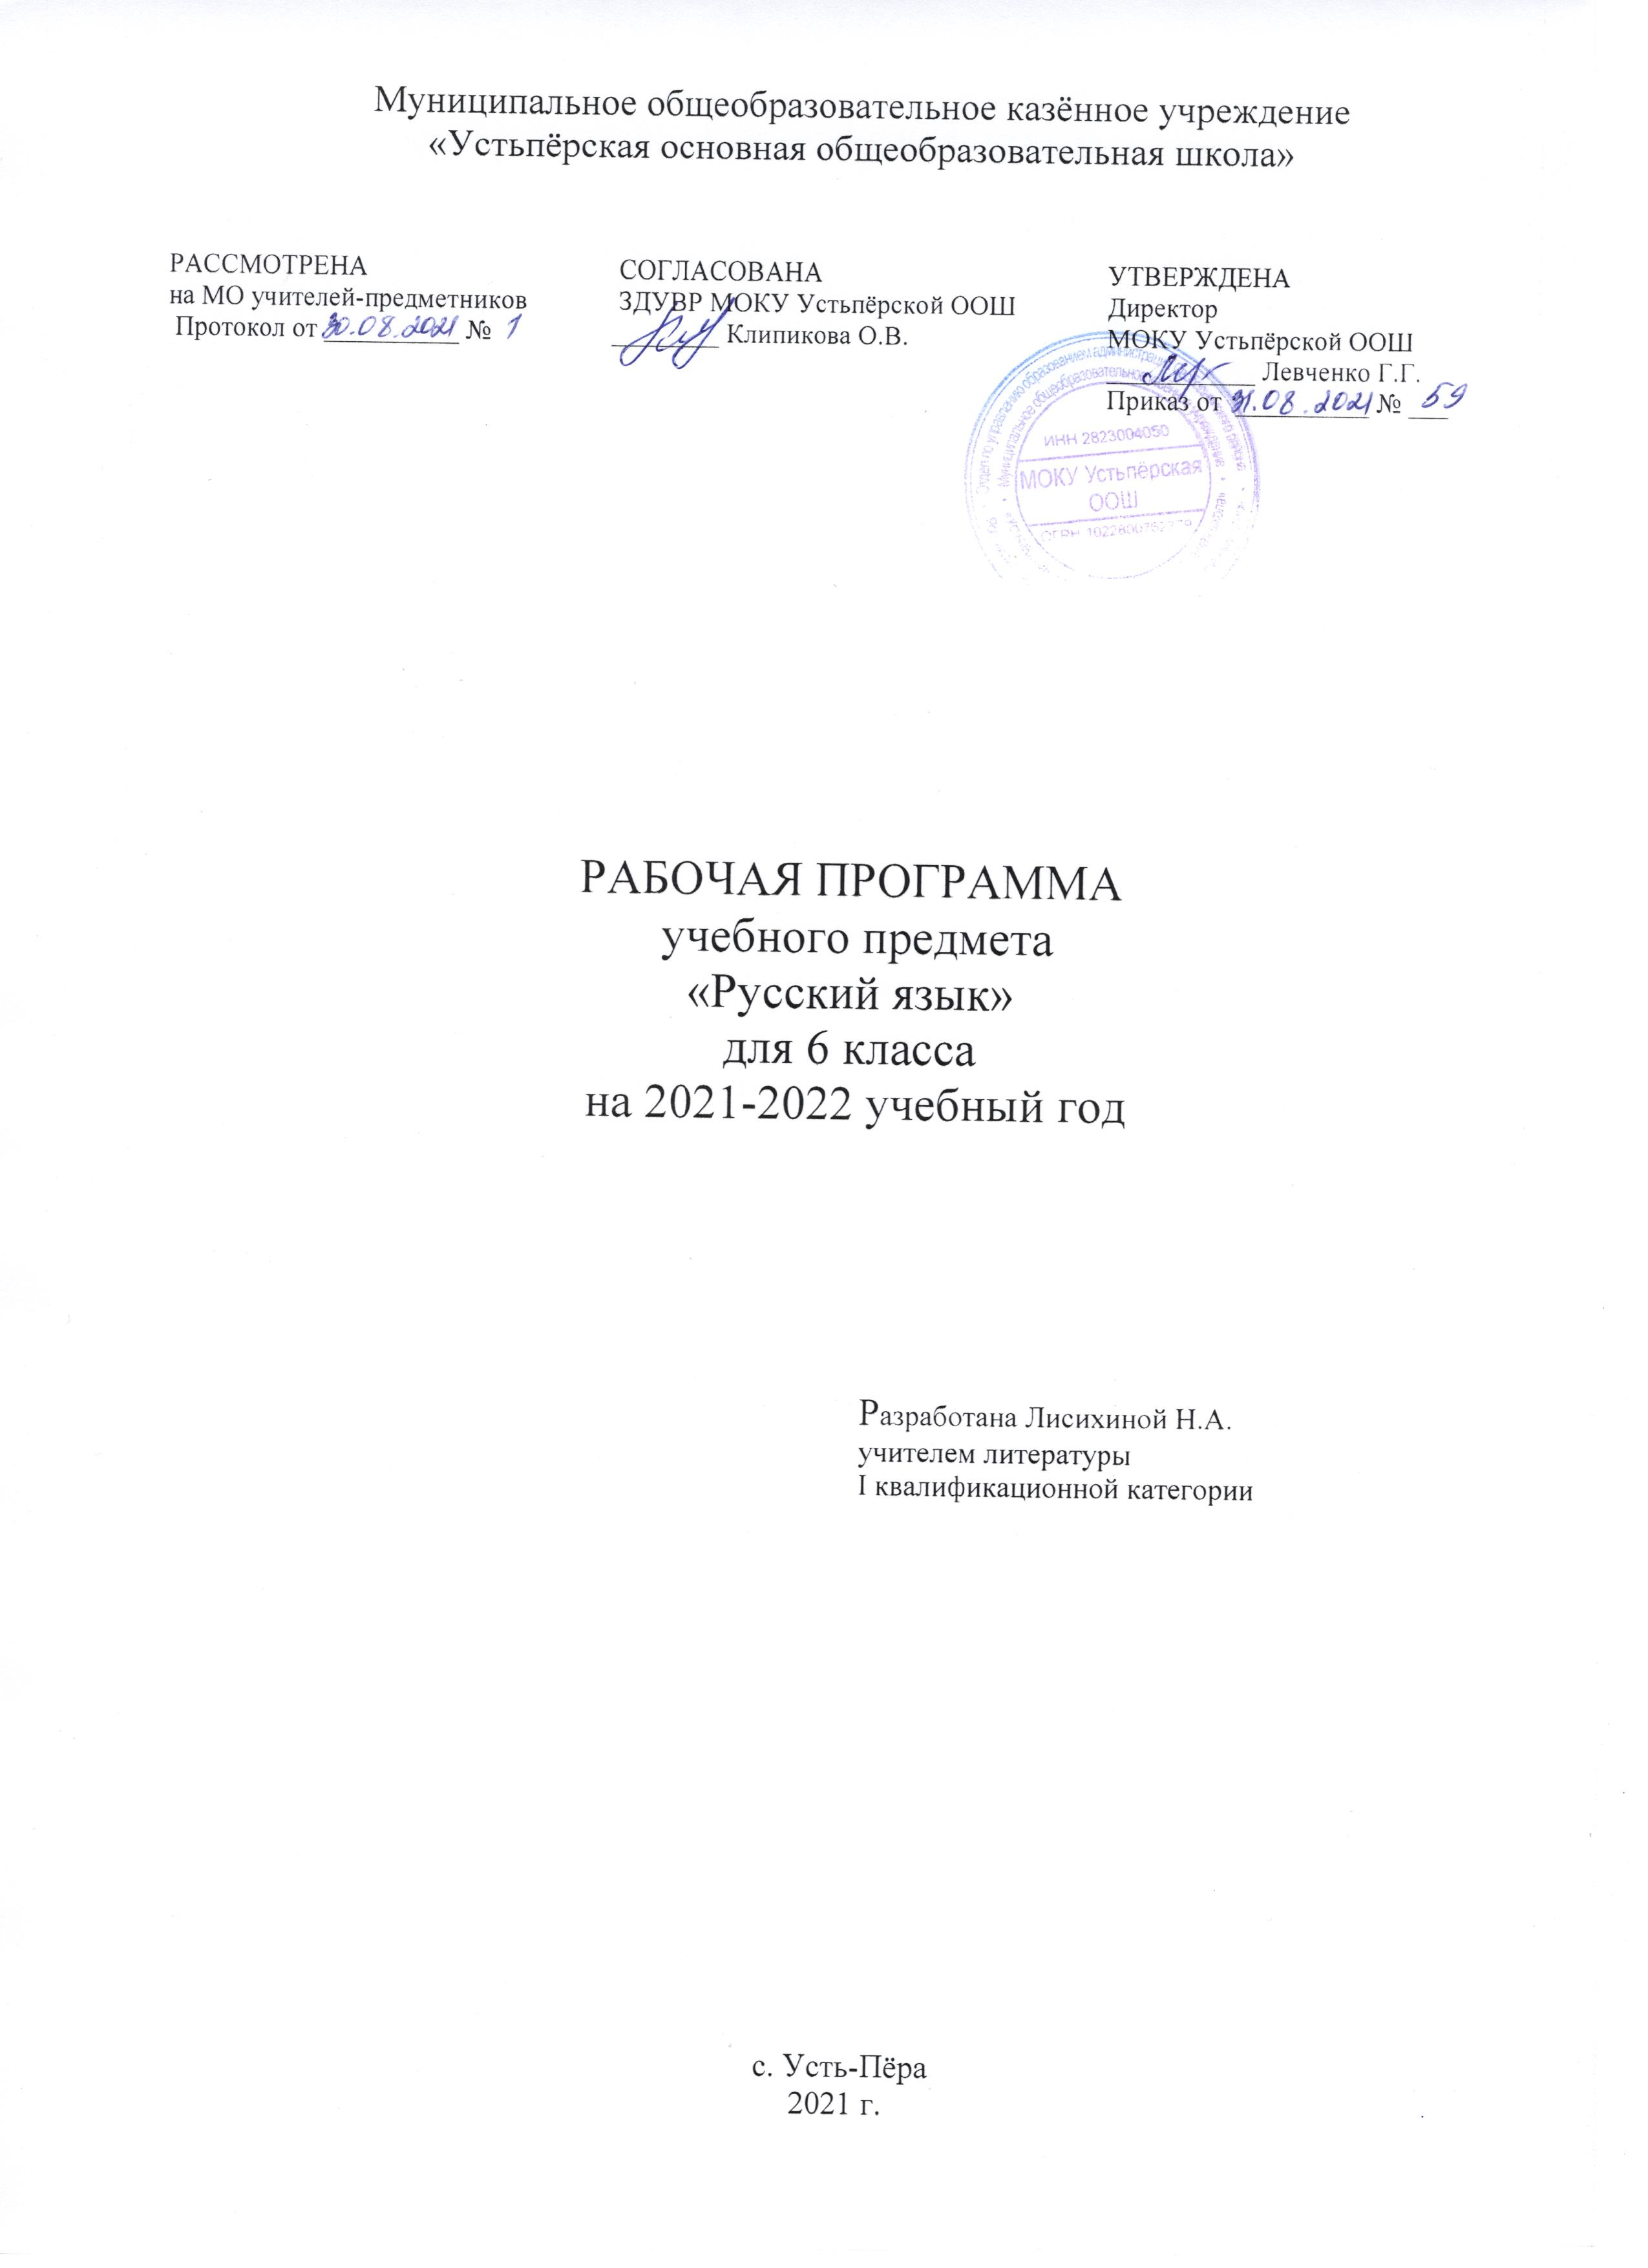 Муниципальное общеобразовательное казённое учреждение
«Устьпёрская основная общеобразовательная школа»
РАССМОТРЕНА
на МО учителей-предметников
Протокол от 30.08.2021 № 1
СОГЛАСОВАНА
ЗДУВР МОКУ Устьпёрской ООШ
Клипикова О.В.
УТВЕРЖДЕНА
Директор
МОКУ Устьпёрской ООШ
Левченко Г.Г.
Приказ от 31.08.2021 № 59
ИНН 2823004050
МОКУ Устьпёрская
ООШ
ОГРН
РАБОЧАЯ ПРОГРАММА
учебного предмета
«Русский язык»
для 6 класса
на 2021-2022 учебный год
Разработана Лисихиной Н.А.
учителем литературы
I квалификационной категории
с. Усть-Пёра
2021 г.